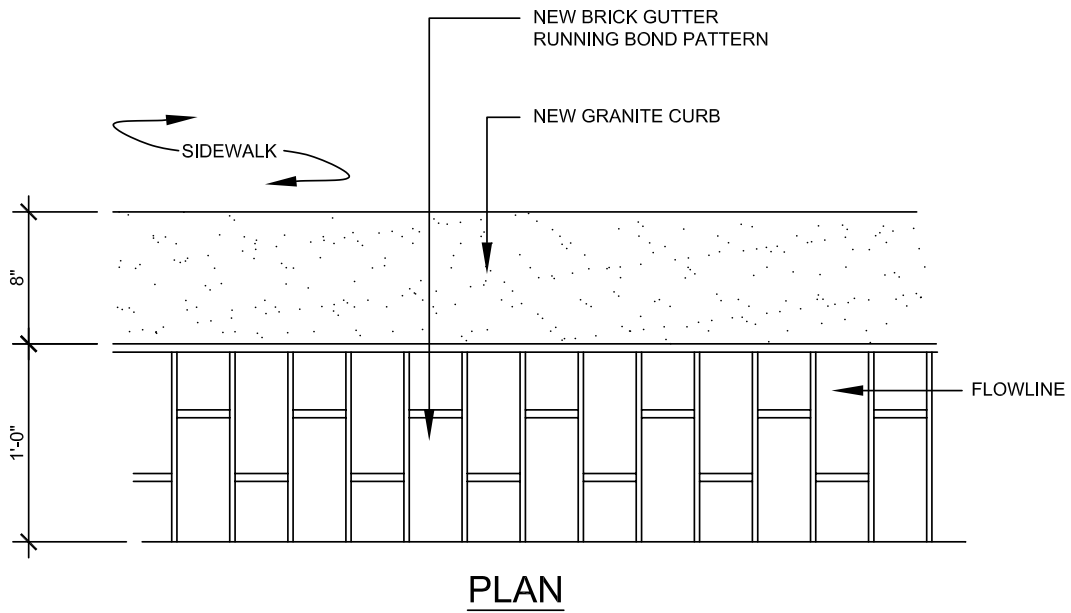 NEW BRICK GUTTER
RUNNING BOND PATTERN
NEW GRANITE CURB
SIDEWALK
8"
1'-0"
FLOWLINE
PLAN